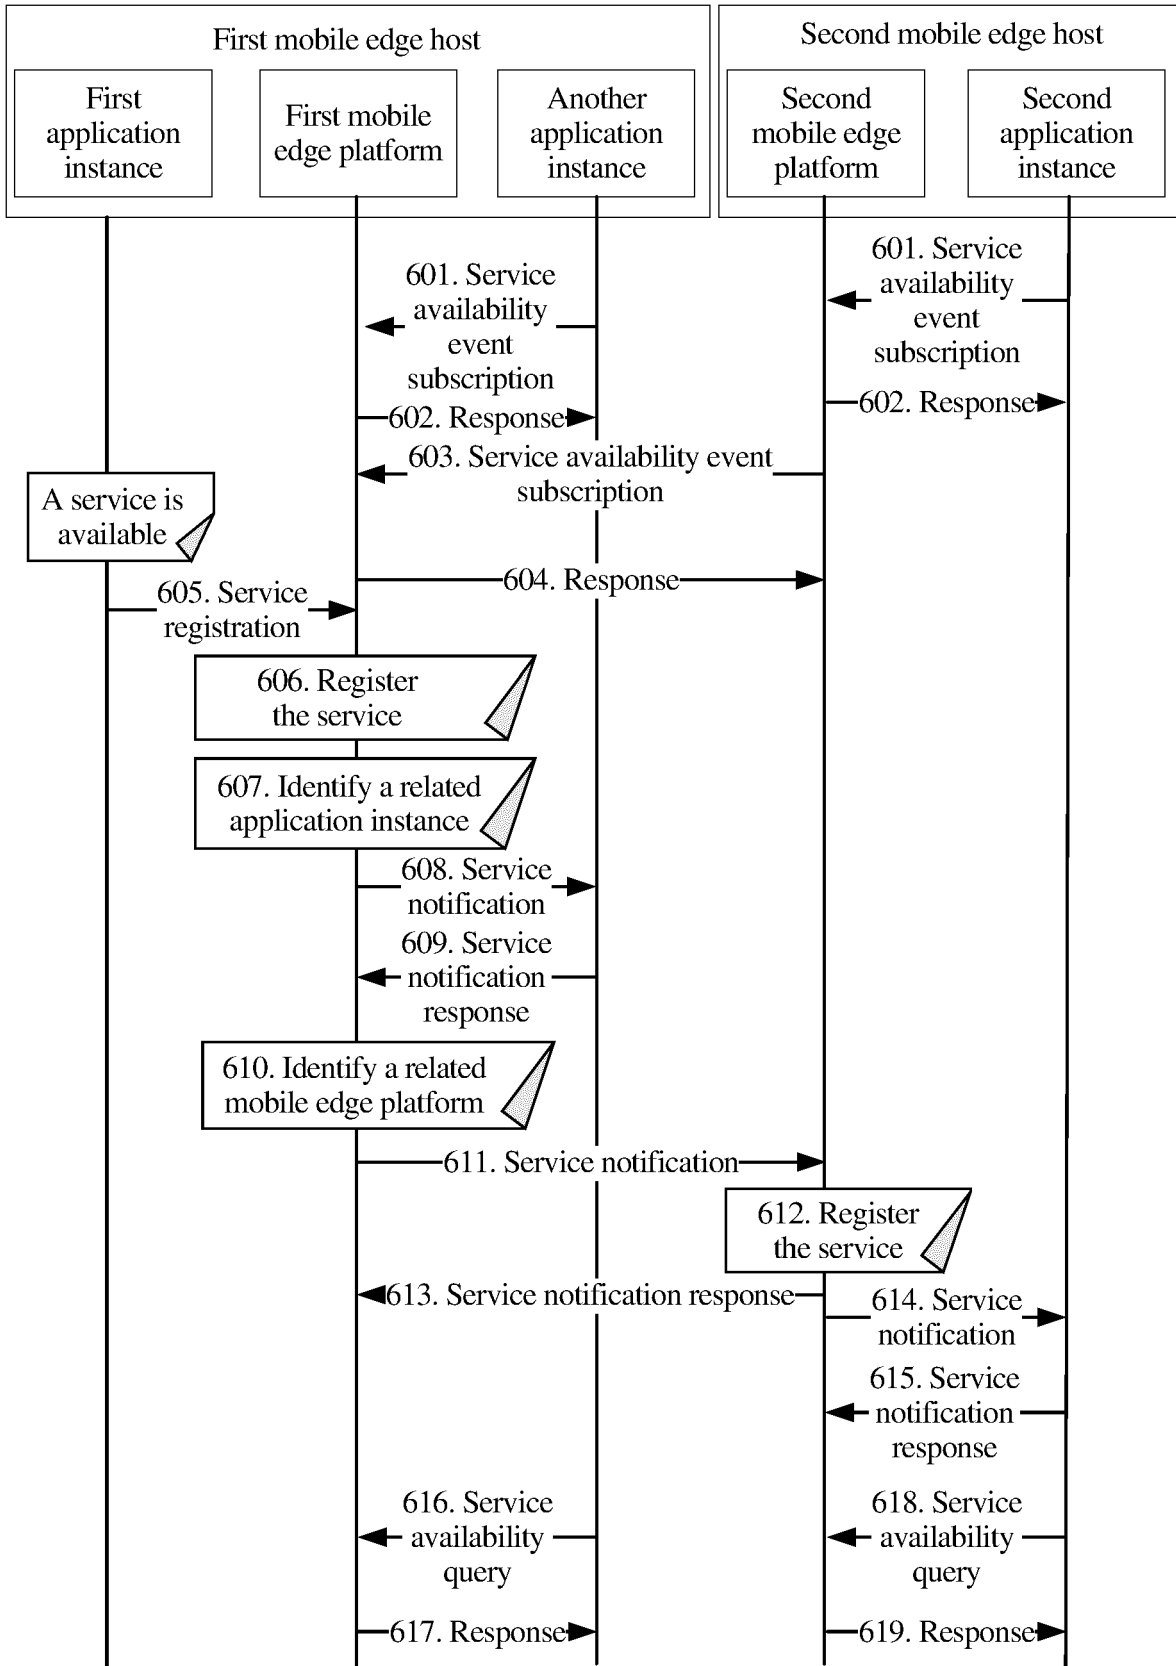 First mobile edge host
Second mobile edge host
First
application
instance
First mobile
edge platform
Another
application
instance
Second
mobile edge
platform
Second
application
instance
601. Service
availability
event
subscription
601. Service
availability
event
subscription
602. Response
602. Response
603. Service availability event
subscription
A service is
available
604. Response
605. Service
registration
606. Register
the service
607. Identify a related
application instance
608. Service
notification
609. Service
notification
response
610. Identify a related
mobile edge platform
611. Service notification
612. Register
the service
613. Service notification response
614. Service
notification
615. Service
notification
response
616. Service
availability
query
618. Service
availability
query
617. Response
619. Response